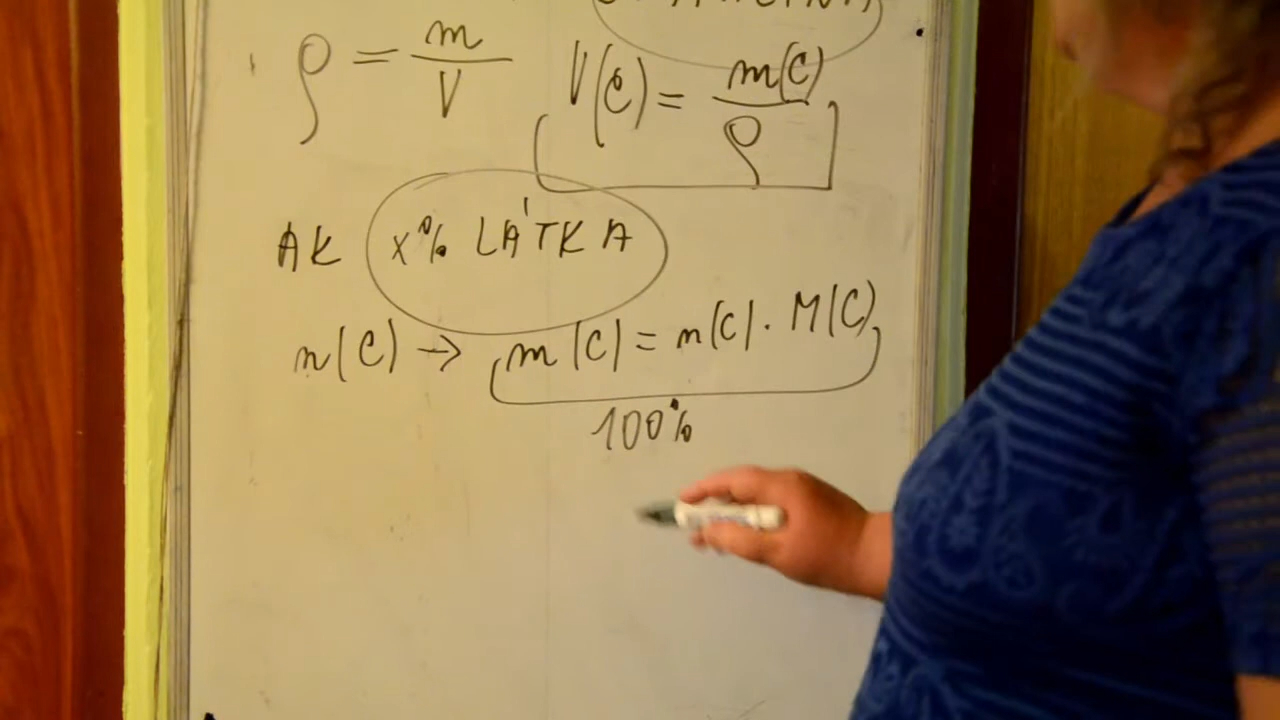 ρ = m/V
V(C) = m(C)/ρ
AK X% LÁTKA
n(C) → m(C) = n(C) · M(C)
100%